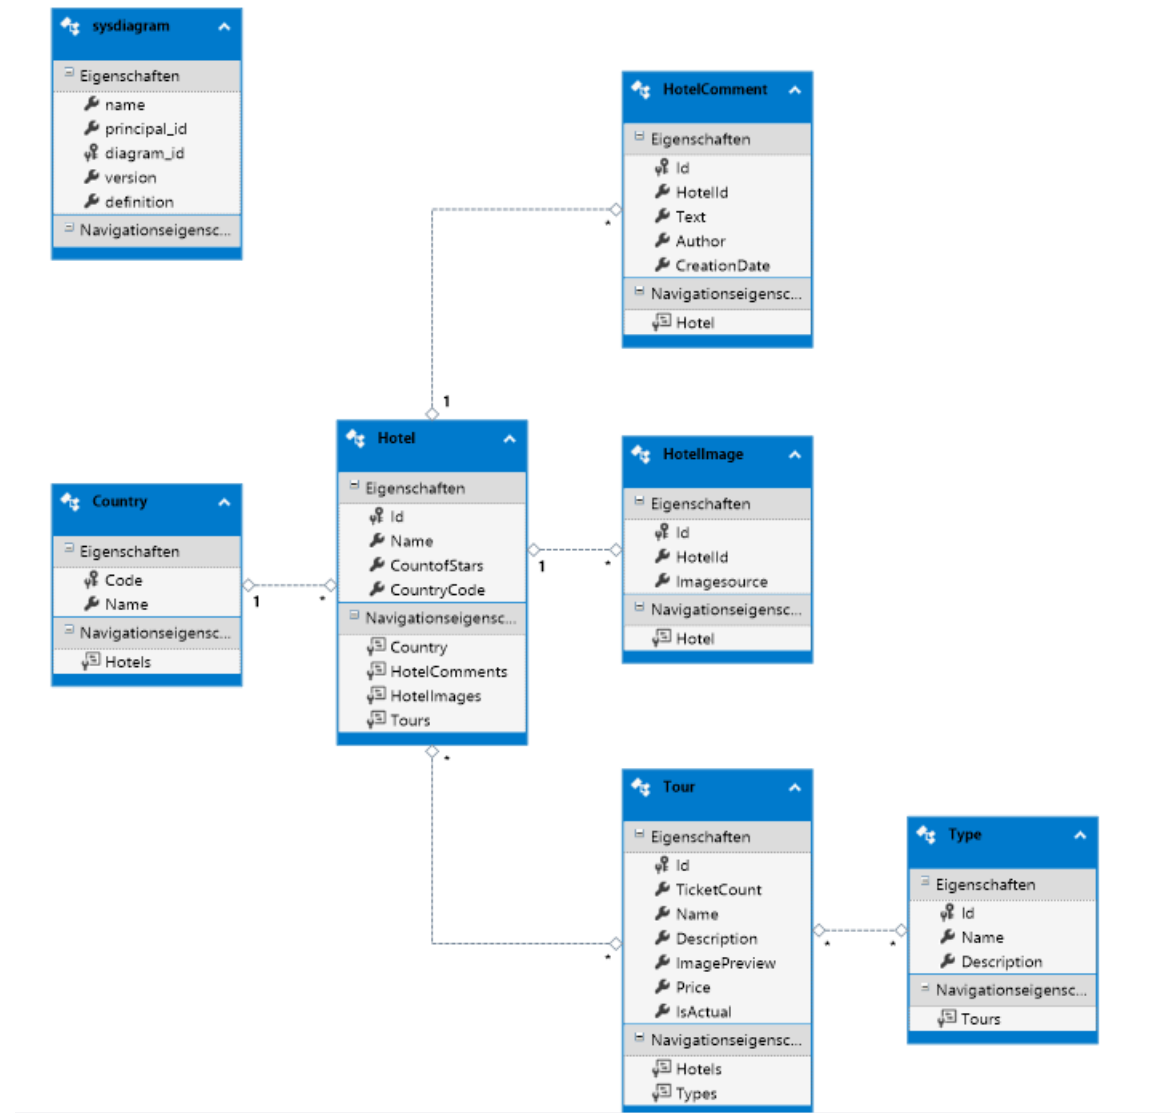 sysdiagram
Eigenschaften
name
principal_id
diagram_id
version
definition
Navigationseigensc...
HotelComment
Eigenschaften
Id
HotelId
Text
Author
CreationDate
Navigationseigensc...
Hotel
*
1
Hotel
Eigenschaften
Id
Name
CountofStars
CountryCode
Navigationseigensc...
Country
HotelComments
HotelImages
Tours
HotelImage
Eigenschaften
Id
HotelId
Imagesource
Navigationseigensc...
Hotel
1
*
Country
Eigenschaften
Code
Name
Navigationseigensc...
Hotels
1
*
*
*
Tour
Eigenschaften
Id
TicketCount
Name
Description
ImagePreview
Price
IsActual
Navigationseigensc...
Hotels
Types
*
*
Type
Eigenschaften
Id
Name
Description
Navigationseigensc...
Tours